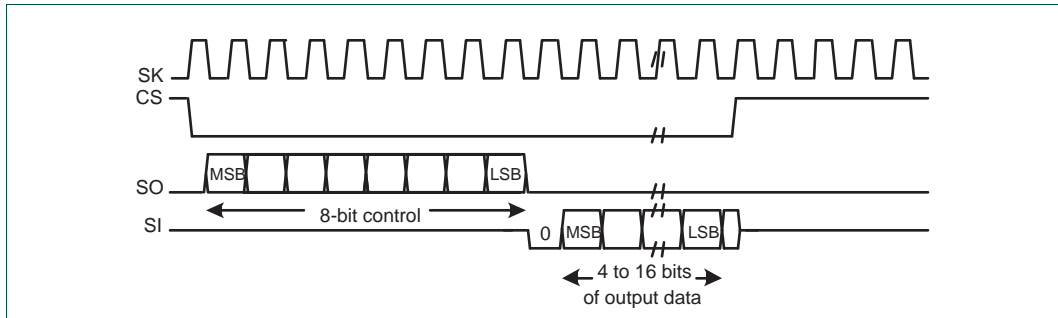 SK
CS
SO
MSB
LSB
8-bit control
SI
0
MSB
LSB
4 to 16 bits
of output data